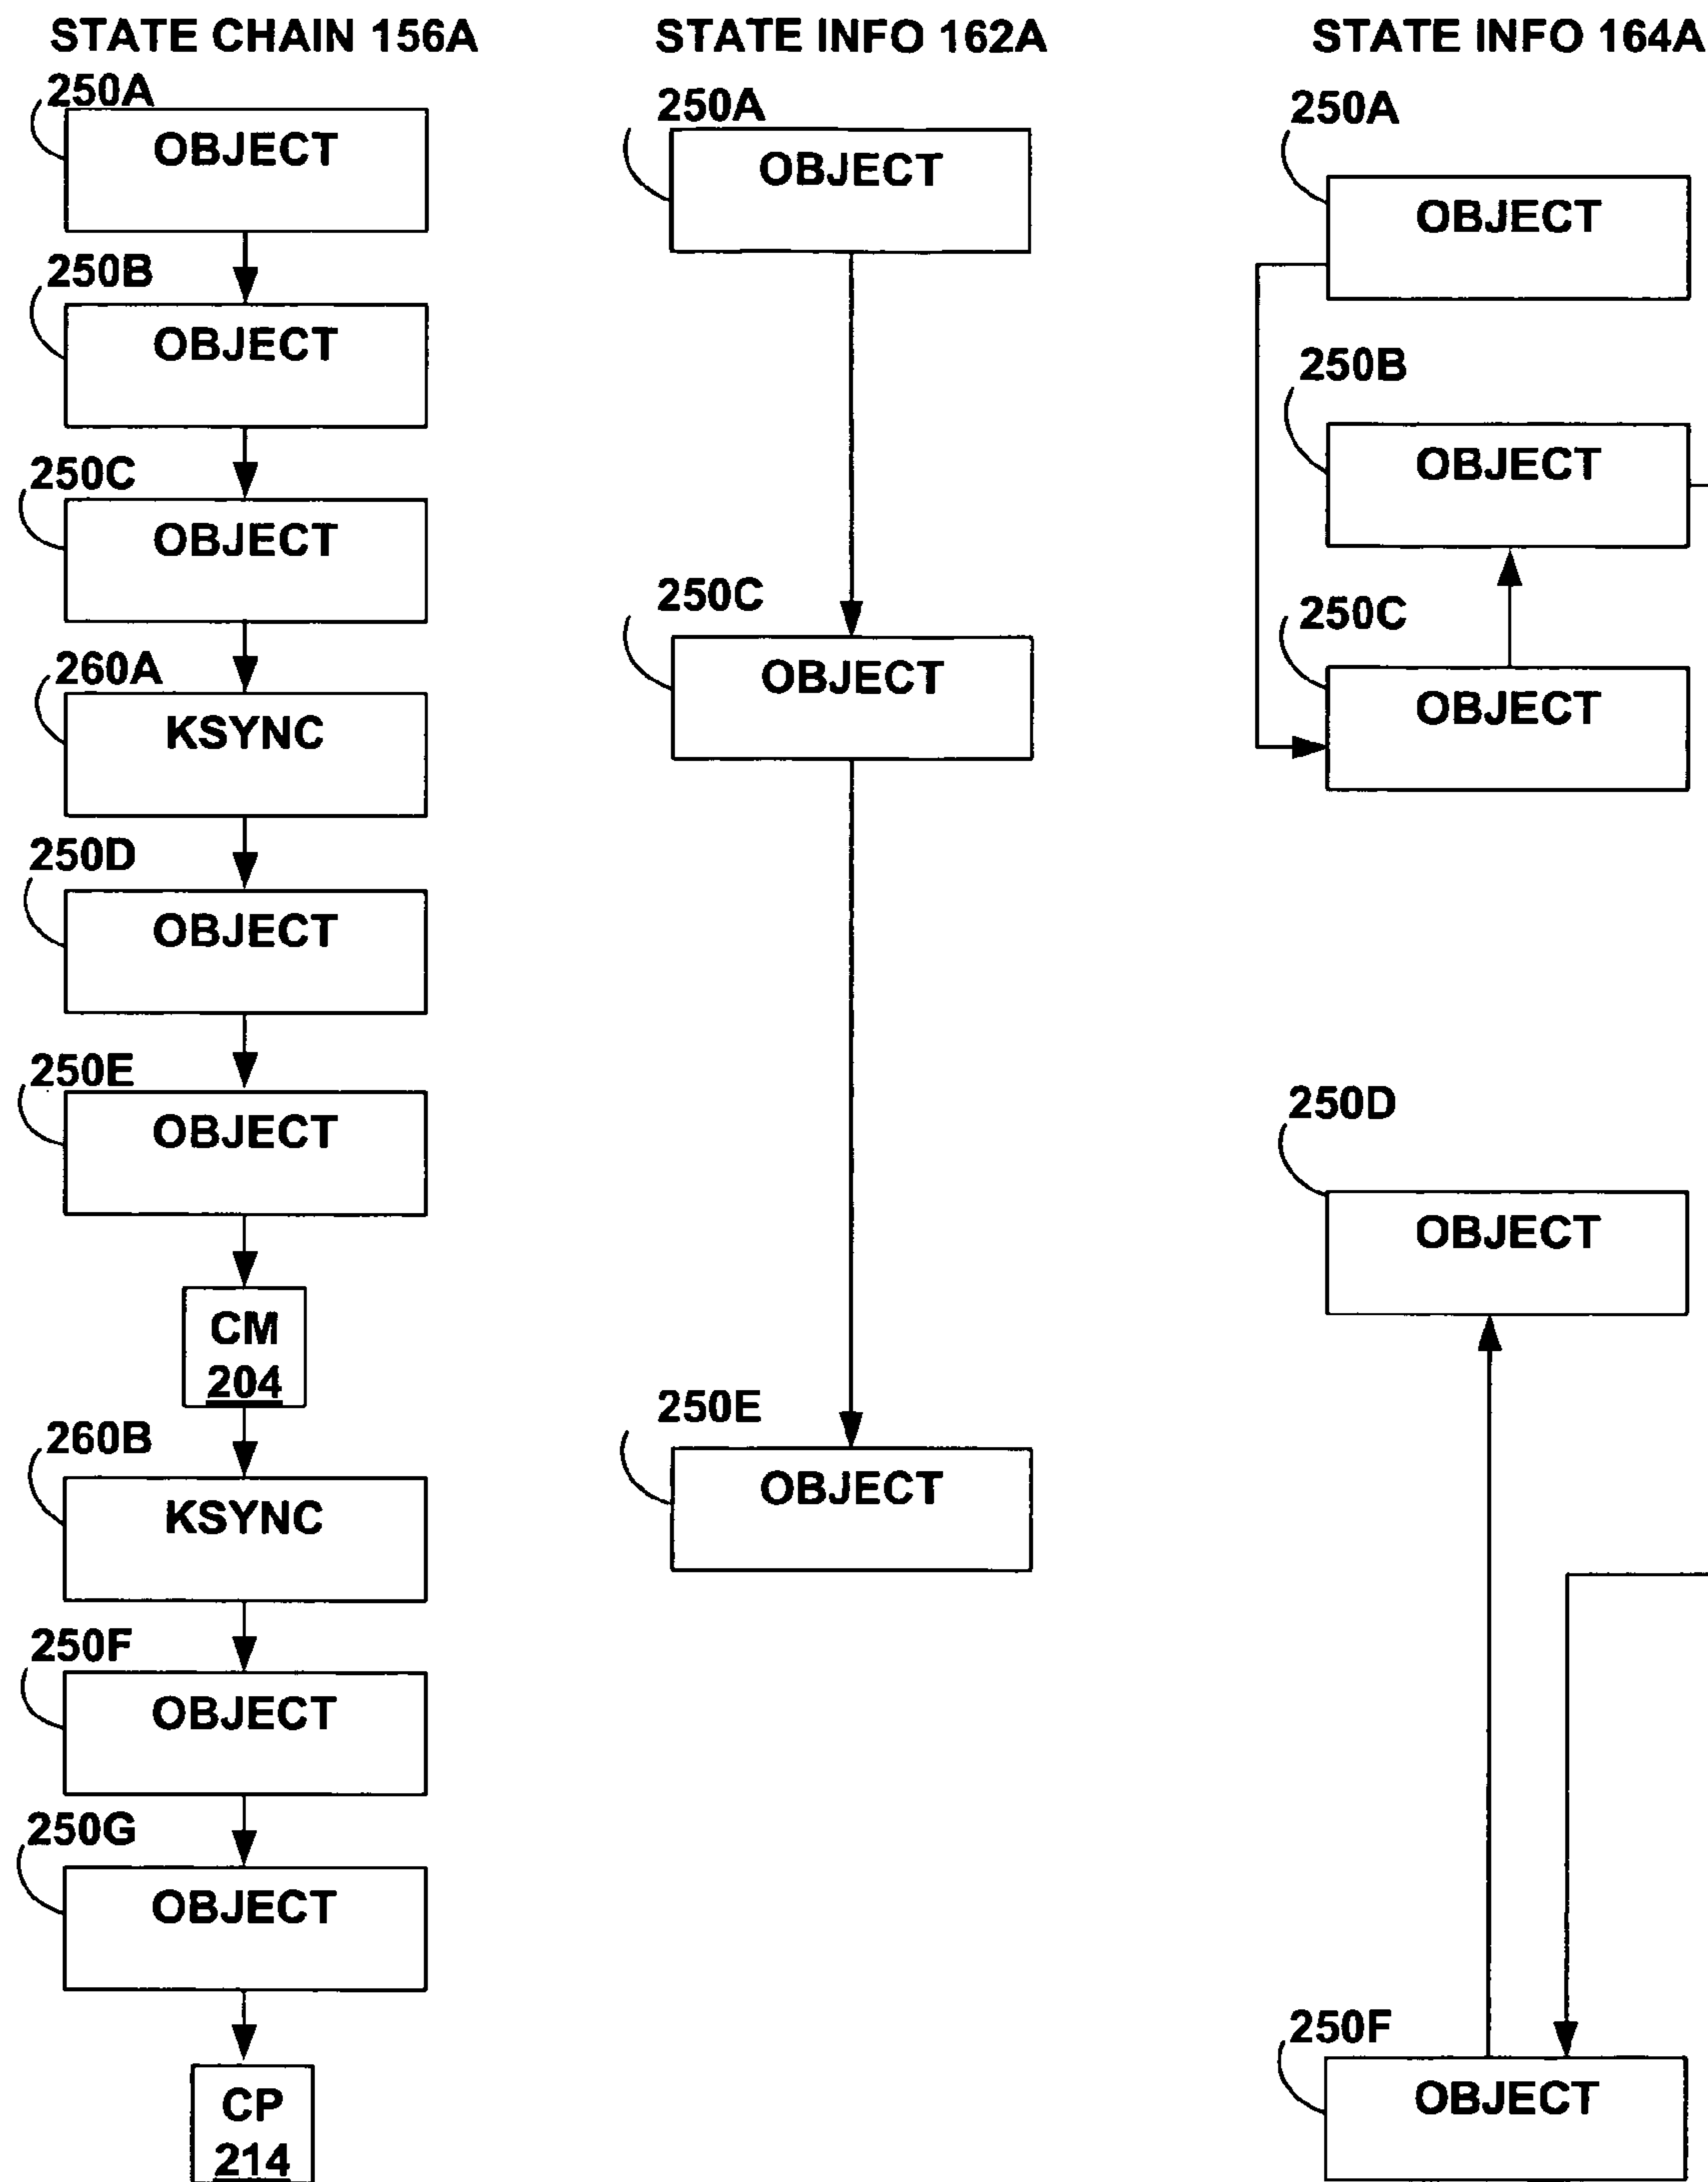 STATE CHAIN 156A
250A
OBJECT
250B
OBJECT
250C
OBJECT
260A
KSYNC
250D
OBJECT
250E
OBJECT
CM
204
260B
KSYNC
250F
OBJECT
250G
OBJECT
CP
214
STATE INFO 162A
250A
OBJECT
250C
OBJECT
250E
OBJECT
STATE INFO 164A
250A
OBJECT
250B
OBJECT
250C
OBJECT
250D
OBJECT
250F
OBJECT